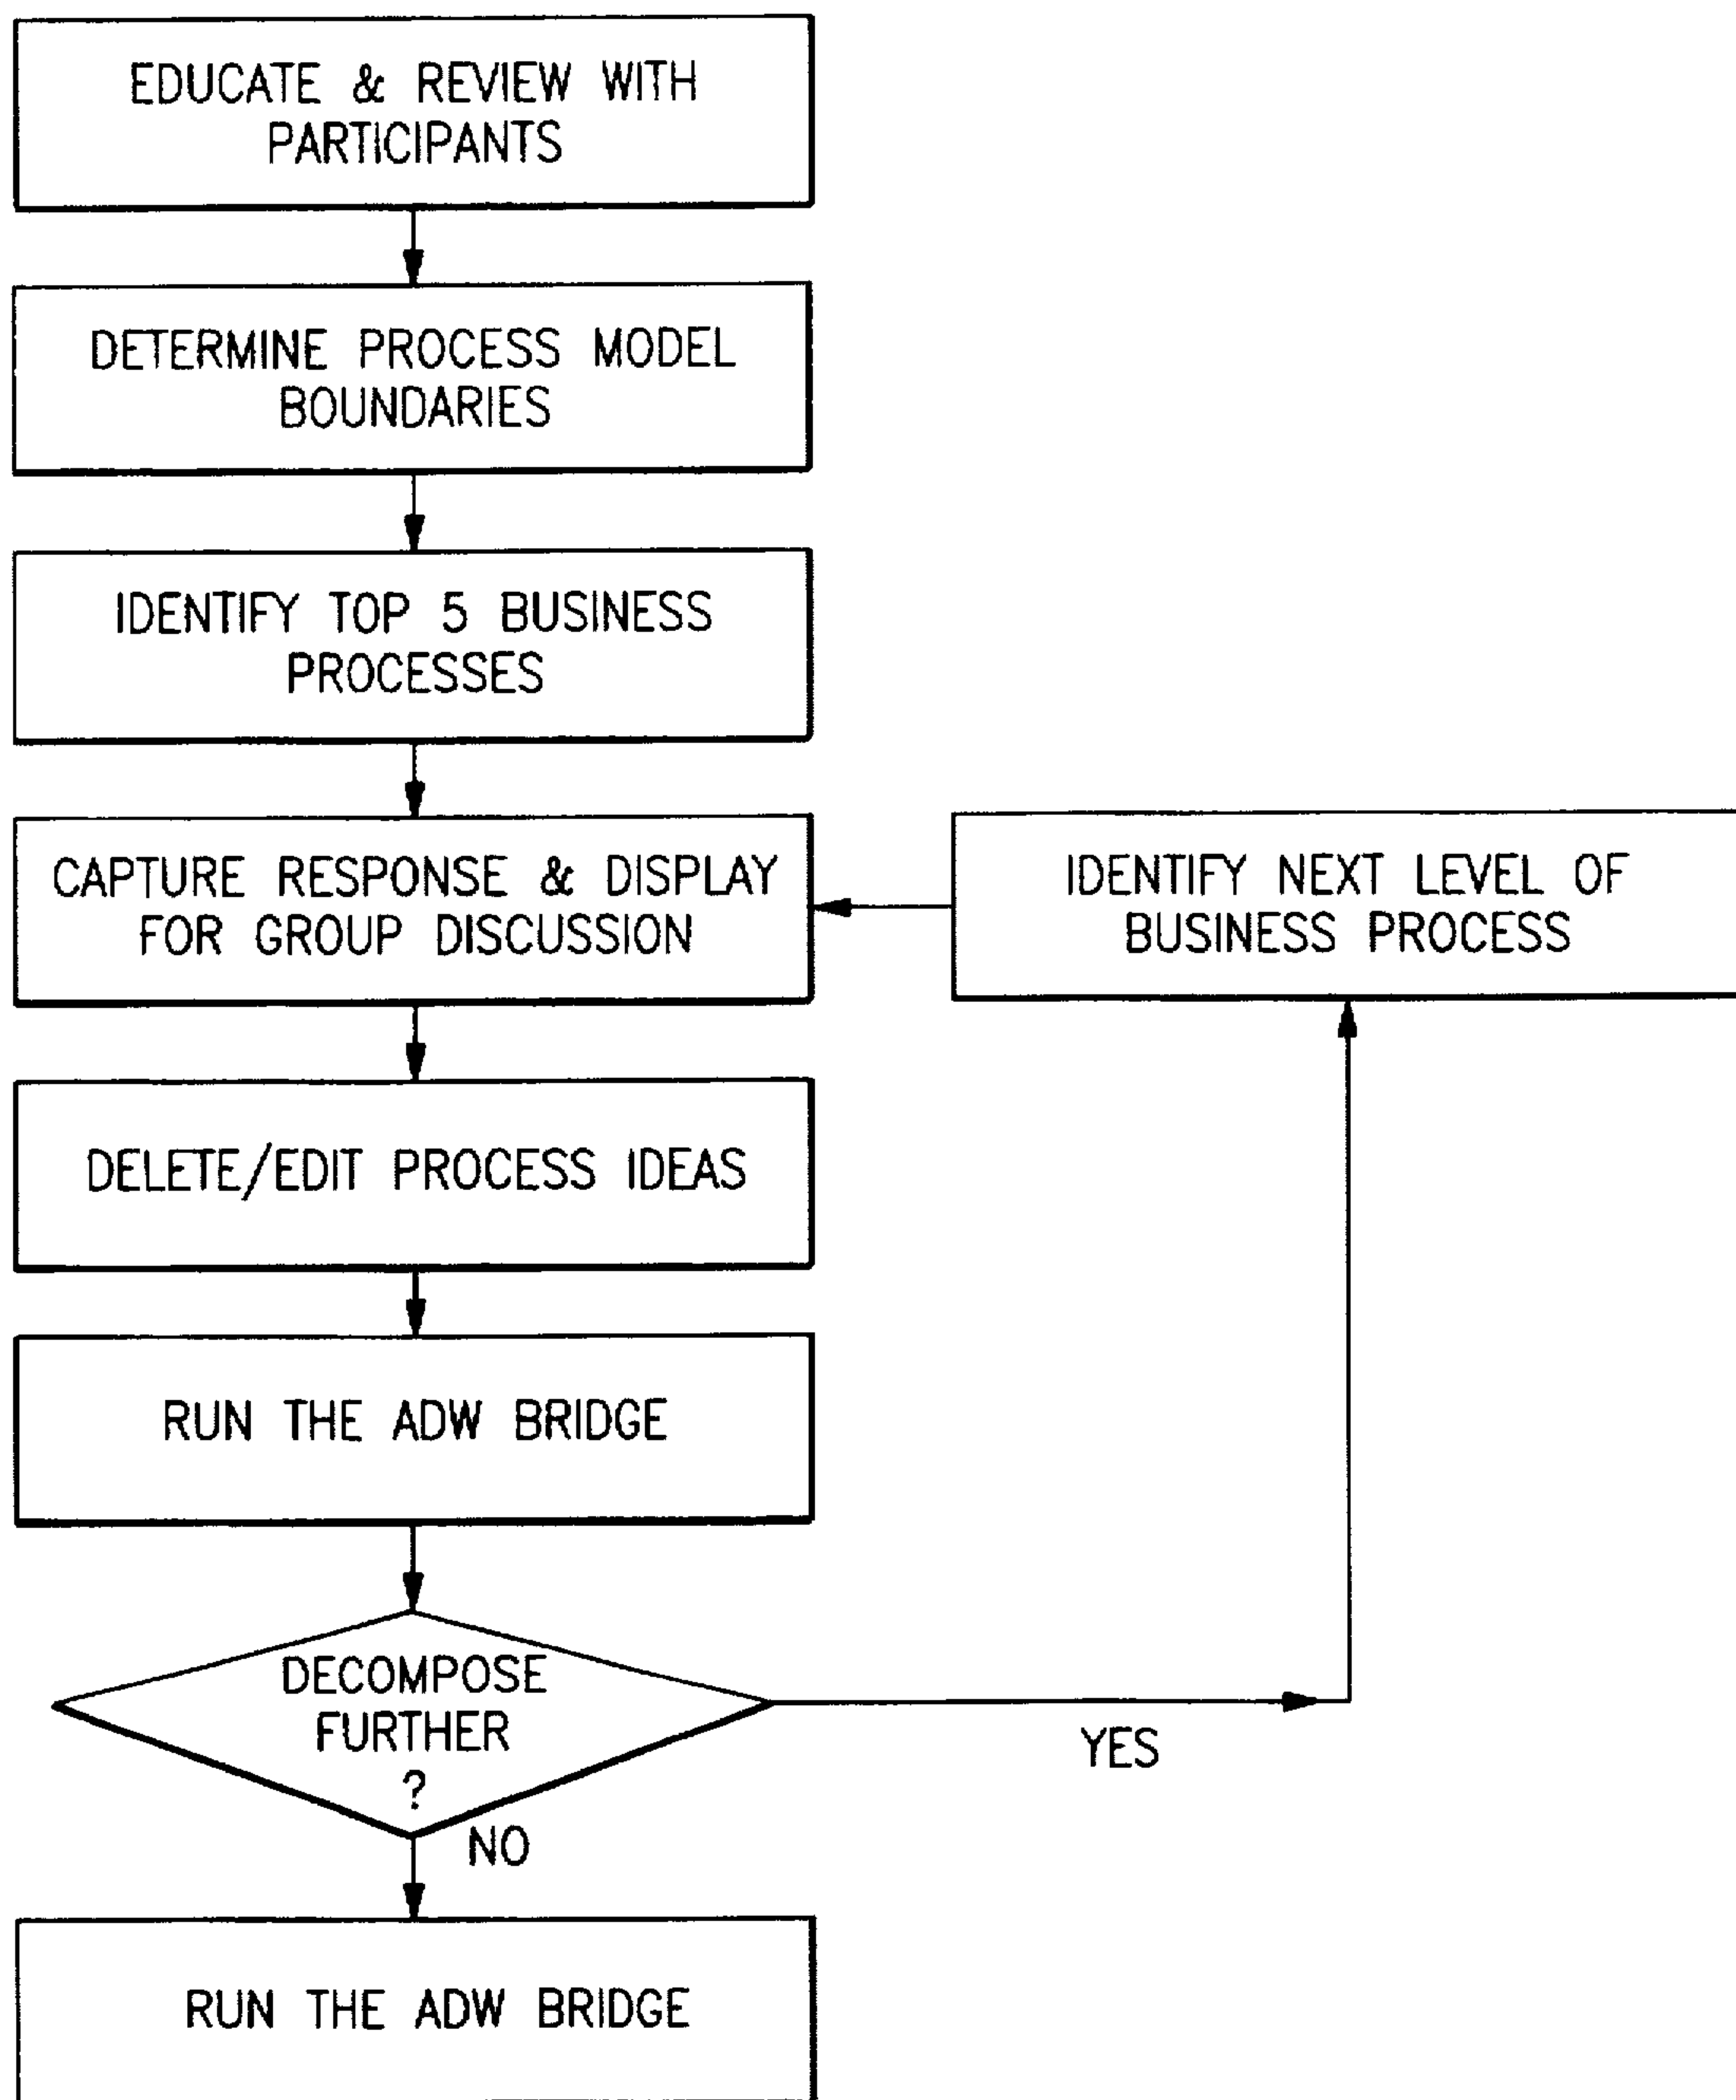 EDUCATE & REVIEW WITH
PARTICIPANTS
DETERMINE PROCESS MODEL
BOUNDARIES
IDENTIFY TOP 5 BUSINESS
PROCESSES
CAPTURE RESPONSE & DISPLAY
FOR GROUP DISCUSSION
IDENTIFY NEXT LEVEL OF
BUSINESS PROCESS
DELETE/EDIT PROCESS IDEAS
RUN THE ADW BRIDGE
DECOMPOSE
FURTHER
?
YES
NO
RUN THE ADW BRIDGE